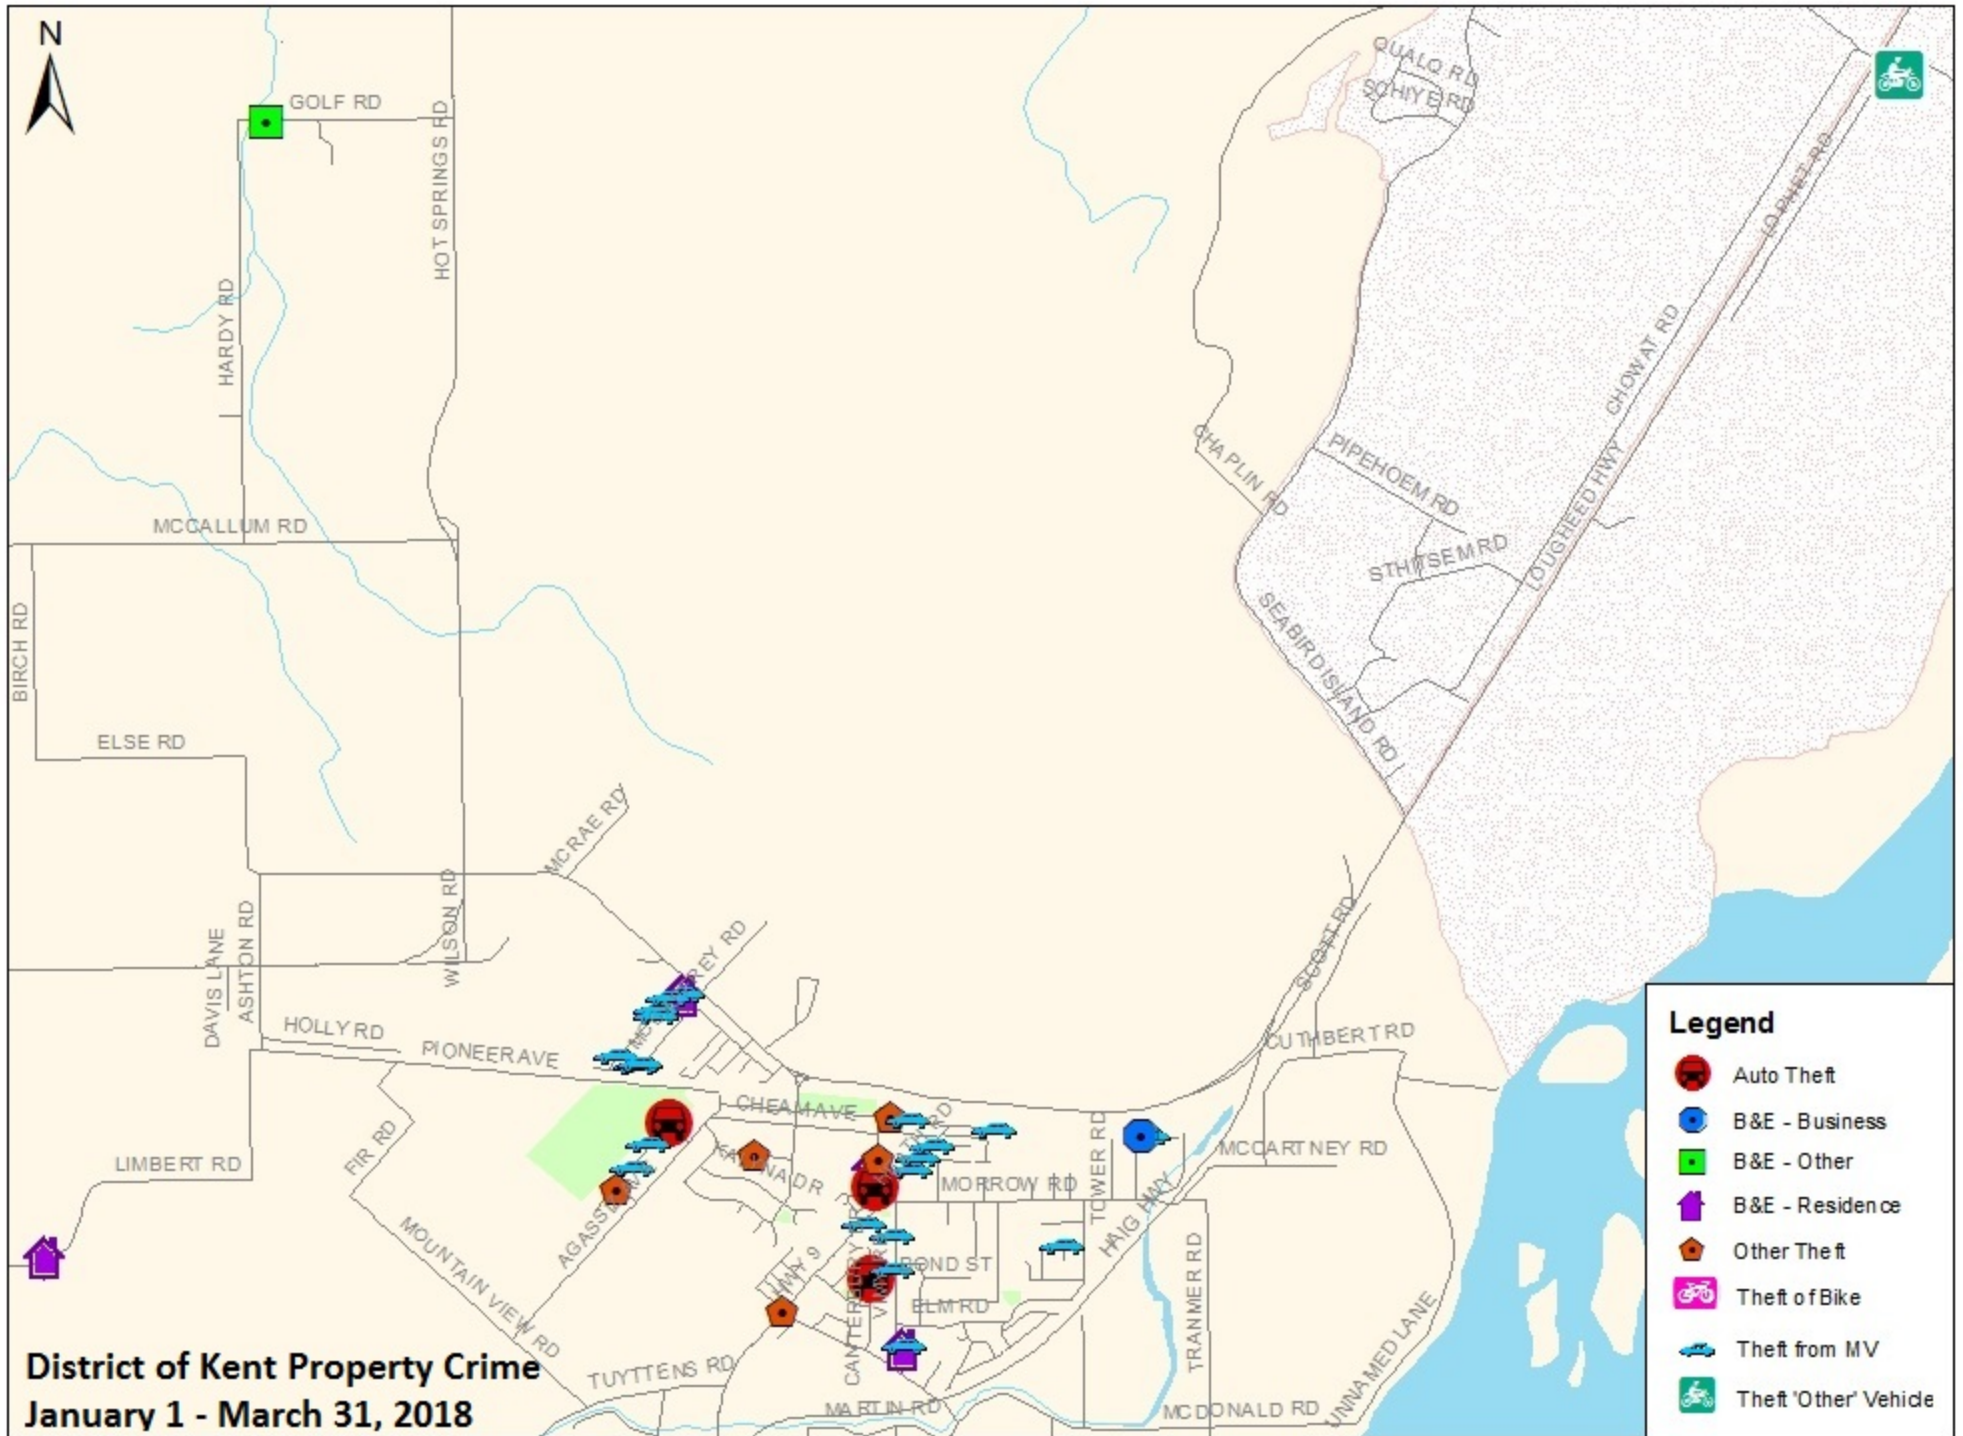 N
QUALQ RD
SCHIYE RD
GOLF RD
HOT SPRINGS RD
LOPHET RD
HARDY RD
CHOWAT RD
CHAPLIN RD
PIPEHOEM RD
LOUGHEED HWY
MCCALLUM RD
STHITSEM RD
BIRCH RD
SEABIRD ISLAND RD
ELSE RD
MCRAE RD
WILSON RD
SCOTT RD
DAVIS LANE
ASHTON RD
HOLLY RD
PIONEER AVE
CUTHBERT RD
CHEAM AVE
FIR RD
LIMBERT RD
DR
MORROW RD
TOWER RD
MCCARTNEY RD
HAIG HWY
MOUNTAIN VIEW RD
HWY 9
BOND ST
ELM RD
TRANMER RD
UNNAMED LANE
TUYTTENS RD
MARTIN RD
MCDONALD RD
District of Kent Property Crime
January 1 - March 31, 2018
Legend
Auto Theft
B&E - Business
B&E - Other
B&E - Residence
Other Theft
Theft of Bike
Theft from MV
Theft 'Other' Vehicle